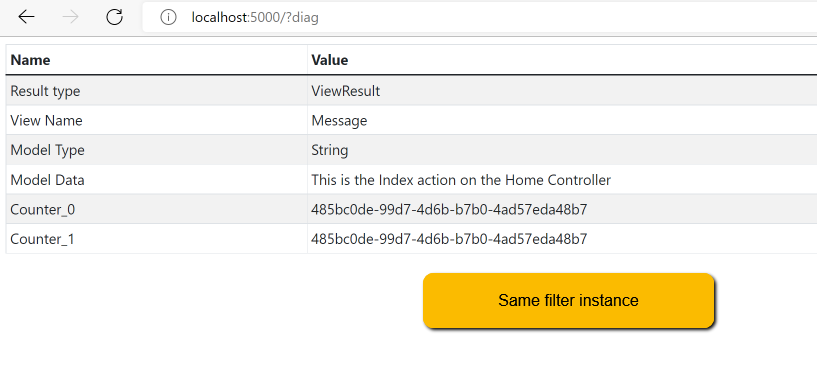 localhost:5000/?diag
Name Value
Result type ViewResult
View Name Message
Model Type String
Model Data This is the Index action on the Home Controller
Counter_0 485bc0de-99d7-4d6b-b7b0-4ad57eda48b7
Counter_1 485bc0de-99d7-4d6b-b7b0-4ad57eda48b7
Same filter instance